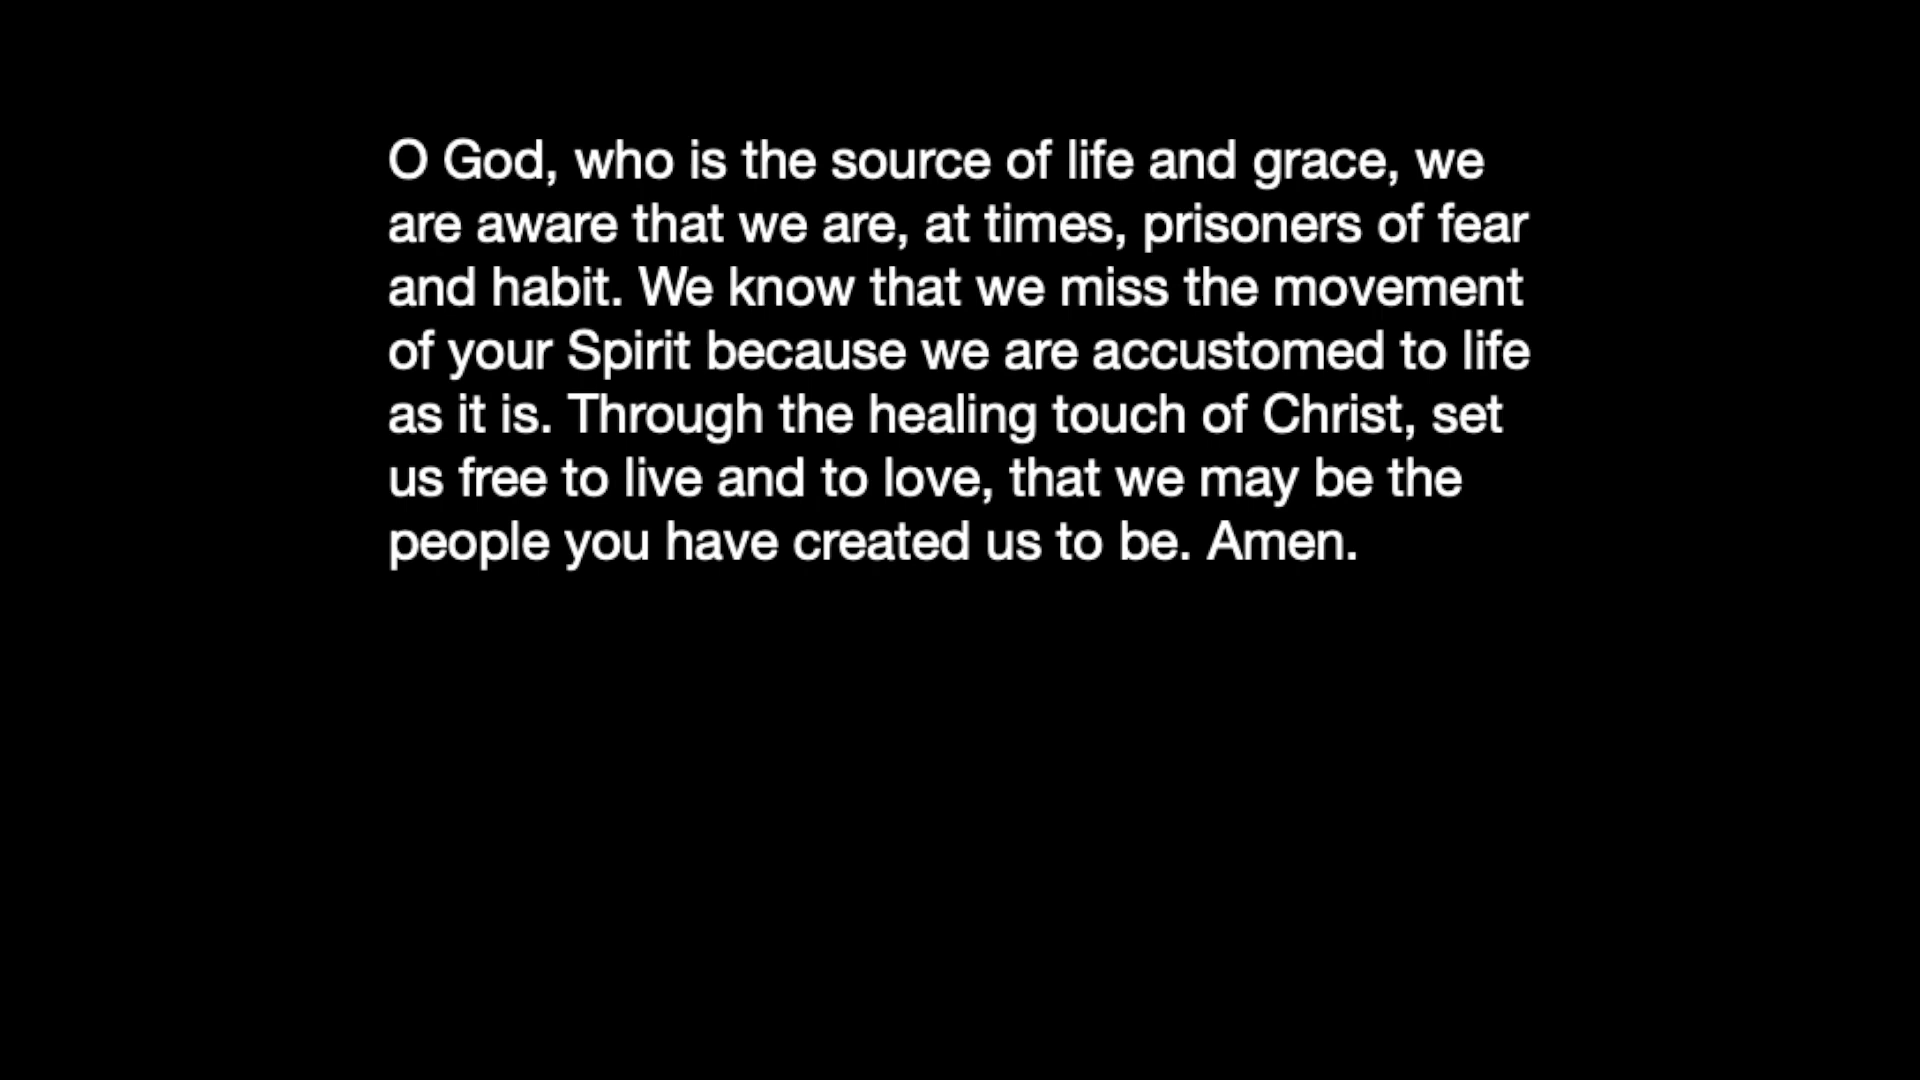 O God, who is the source of life and grace, we
are aware that we are, at times, prisoners of fear
and habit. We know that we miss the movement
of your Spirit because we are accustomed to life
as it is. Through the healing touch of Christ, set
us free to live and to love, that we may be the
people you have created us to be. Amen.